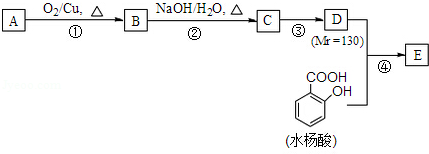 A O₂/Cu, △ ① B NaOH/H₂O, △ ② C ③ D ④ E
(Mr=130)
COOH
OH
(水杨酸)